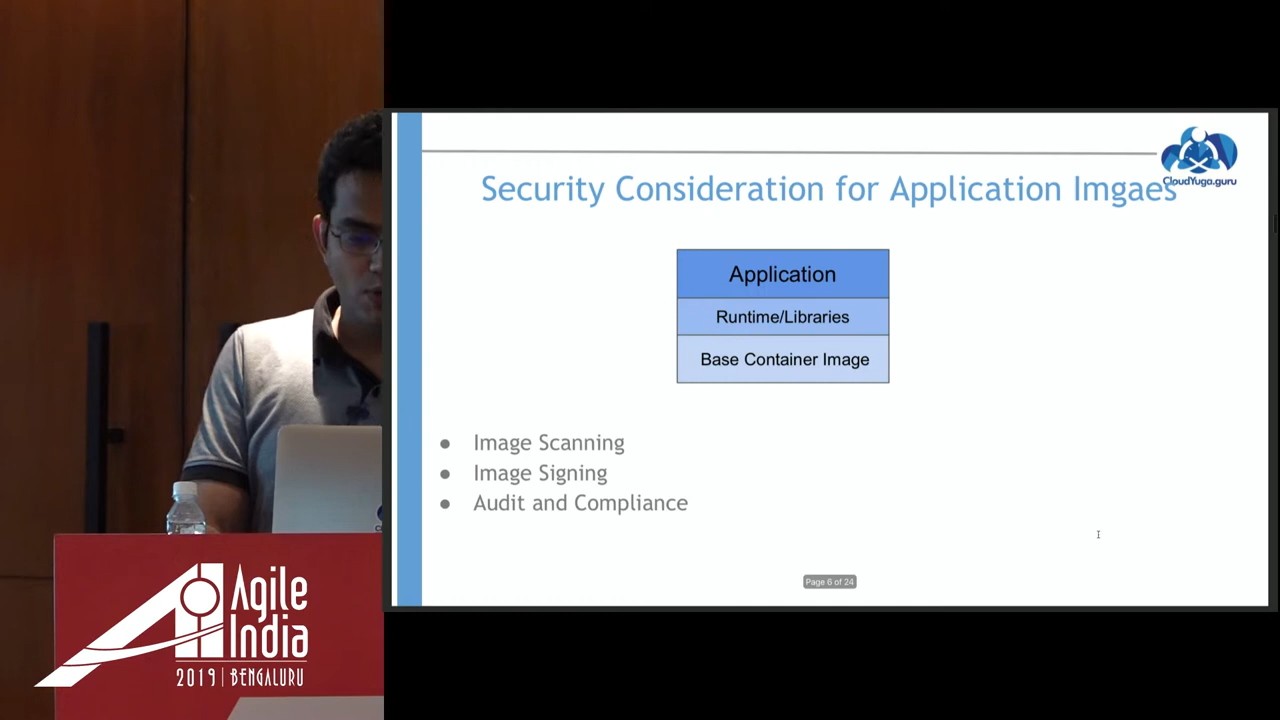 Security Consideration for Application Imgaes
CloudYuga.guru
Application
Runtime/Libraries
Base Container Image
● Image Scanning
● Image Signing
● Audit and Compliance
Page 6 of 24
Agile
India
2019 | BENGALURU